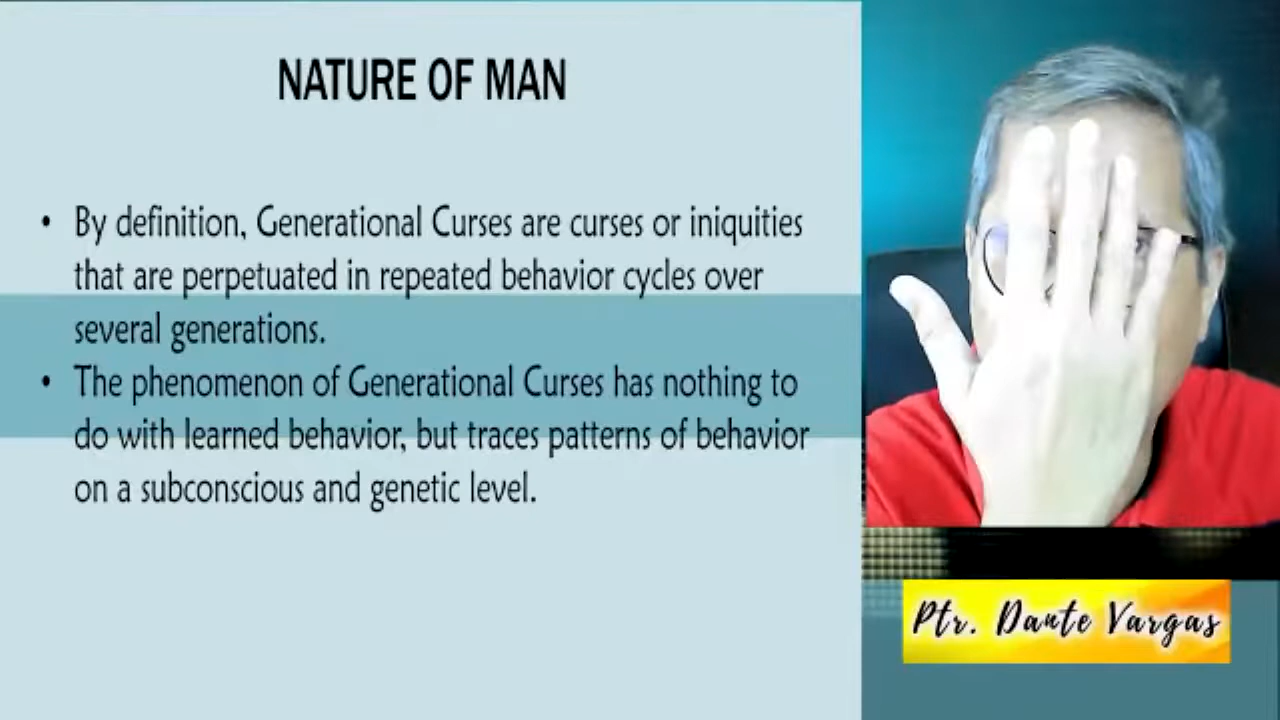 NATURE OF MAN
• By definition, Generational Curses are curses or iniquities
that are perpetuated in repeated behavior cycles over
several generations.
• The phenomenon of Generational Curses has nothing to
do with learned behavior, but traces patterns of behavior
on a subconscious and genetic level.
Ptr. Dante Vargas